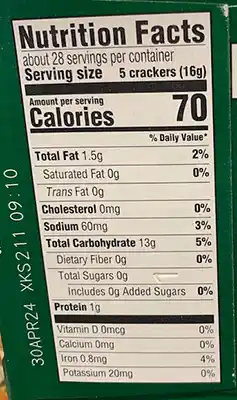 Nutrition Facts
about 28 servings per container
Serving size 5 crackers (16g)
Amount per serving
Calories 70
% Daily Value*
Total Fat 1.5g 2%
Saturated Fat 0g 0%
Trans Fat 0g
Cholesterol 0mg 0%
Sodium 60mg 3%
Total Carbohydrate 13g 5%
Dietary Fiber 0g 0%
Total Sugars 0g
Includes 0g Added Sugars 0%
Protein 1g
Vitamin D 0mcg 0%
Calcium 0mg 0%
Iron 0.8mg 4%
Potassium 20mg 0%
30APR24 XKS211 09:10